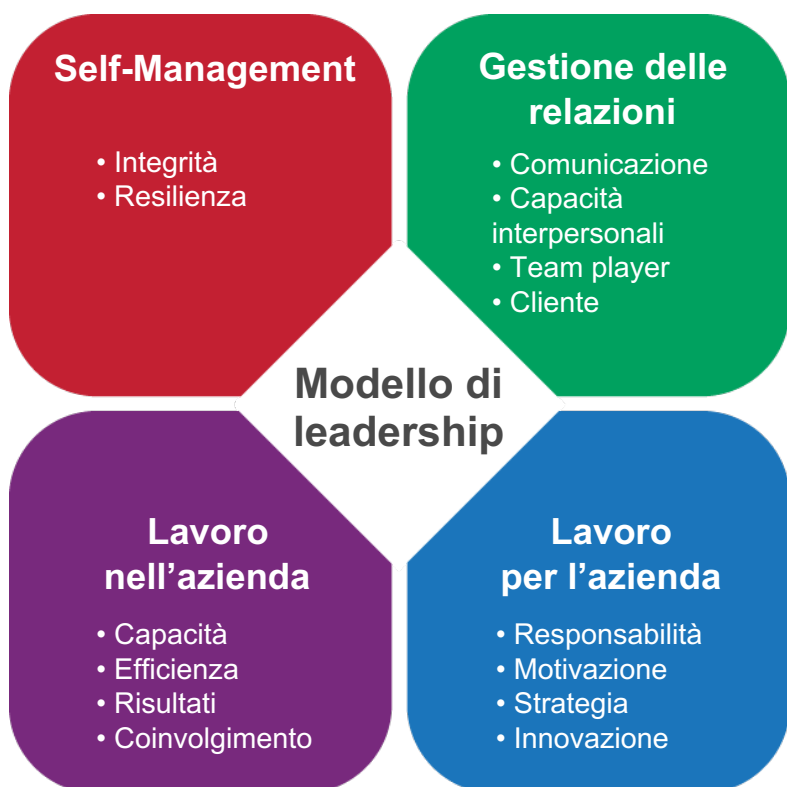 Self-Management
• Integrità
• Resilienza
Gestione delle
relazioni
• Comunicazione
• Capacità
interpersonali
• Team player
• Cliente
Modello di
leadership
Lavoro
nell’azienda
• Capacità
• Efficienza
• Risultati
• Coinvolgimento
Lavoro
per l’azienda
• Responsabilità
• Motivazione
• Strategia
• Innovazione